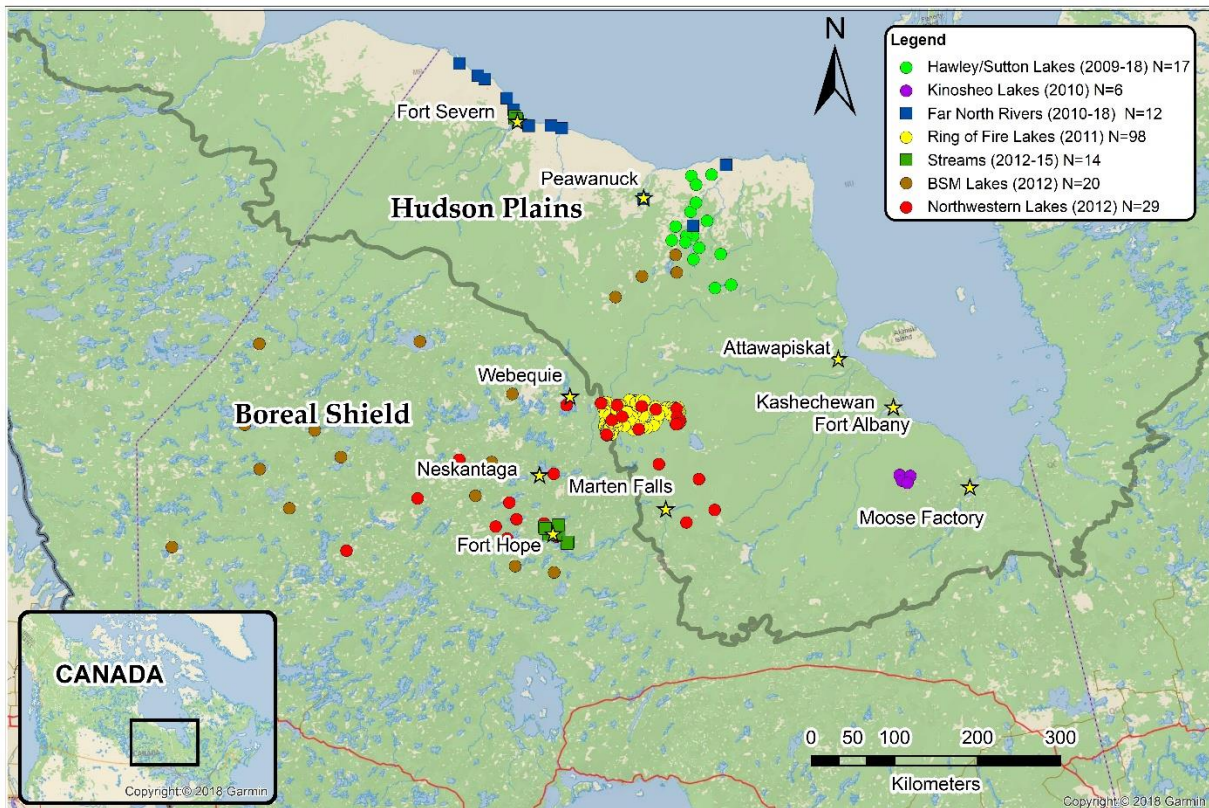 N
Legend
Hawley/Sutton Lakes (2009-18) N=17
Kinosheo Lakes (2010) N=6
Far North Rivers (2010-18) N=12
Ring of Fire Lakes (2011) N=98
Streams (2012-15) N=14
BSM Lakes (2012) N=20
Northwestern Lakes (2012) N=29
Fort Severn
Peawanuck
Hudson Plains
Attawapiskat
Webequie
Kashechewan
Fort Albany
Boreal Shield
Neskantaga
Marten Falls
Moose Factory
Fort Hope
CANADA
Copyright © 2018 Garmin
0 50 100 200 300
Kilometers
Copyright © 2018 Garmin